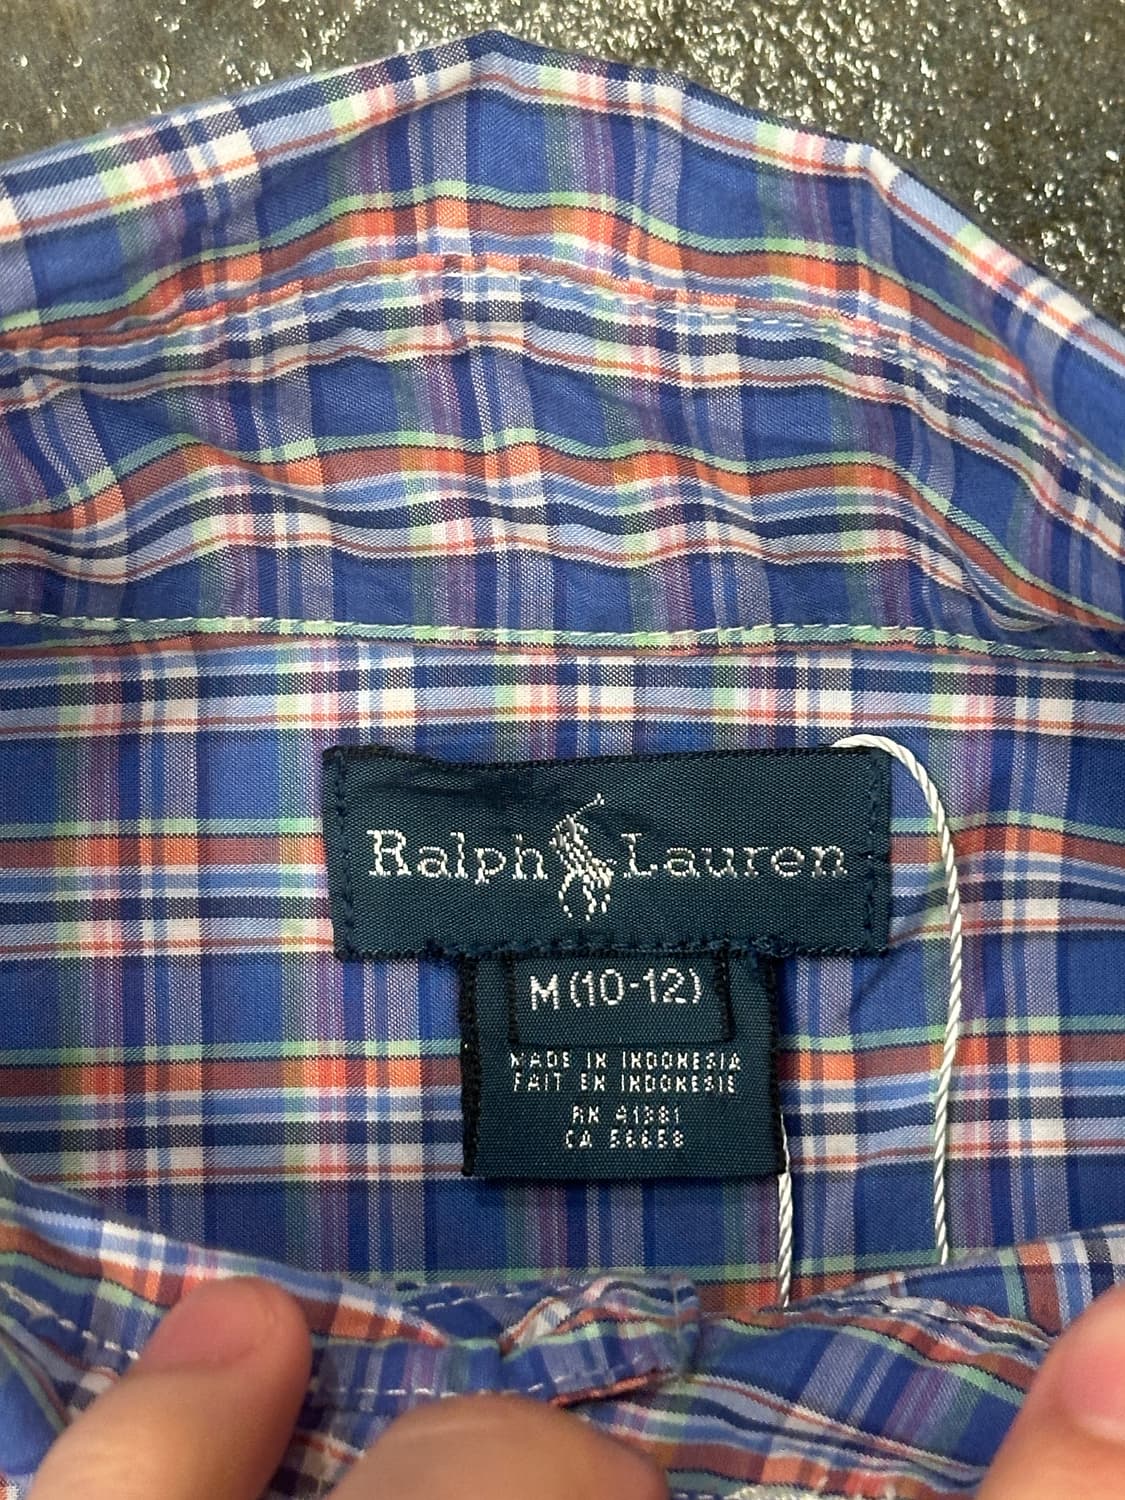 Ralph Lauren
M (10-12)
MADE IN INDONESIA
FAIT EN INDONESIE
RN 41381
CA 56658